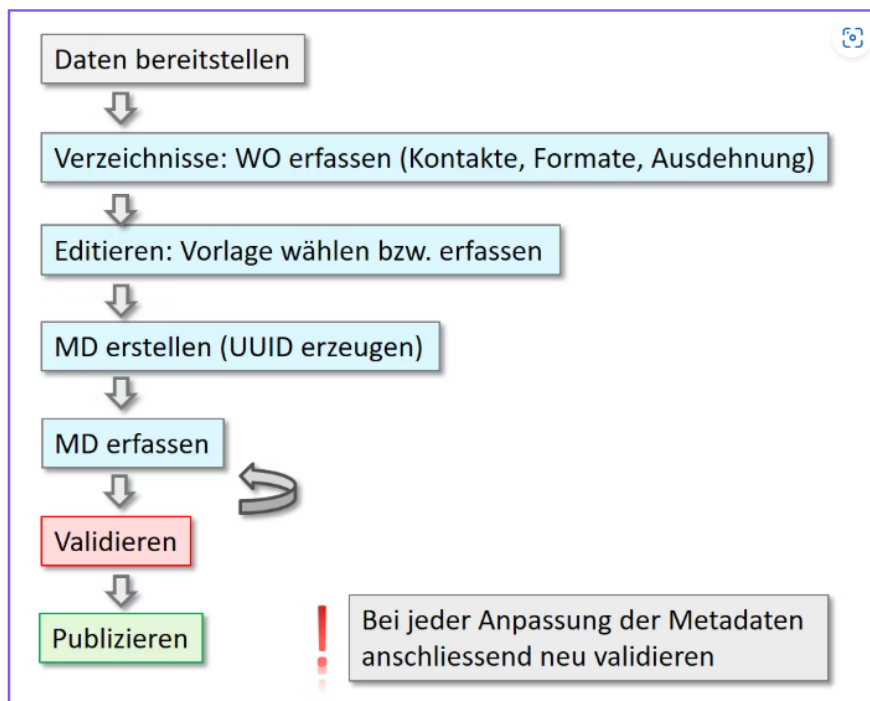 Daten bereitstellen
Verzeichnisse: WO erfassen (Kontakte, Formate, Ausdehnung)
Editieren: Vorlage wählen bzw. erfassen
MD erstellen (UUID erzeugen)
MD erfassen
Validieren
Publizieren
Bei jeder Anpassung der Metadaten
anschliessend neu validieren